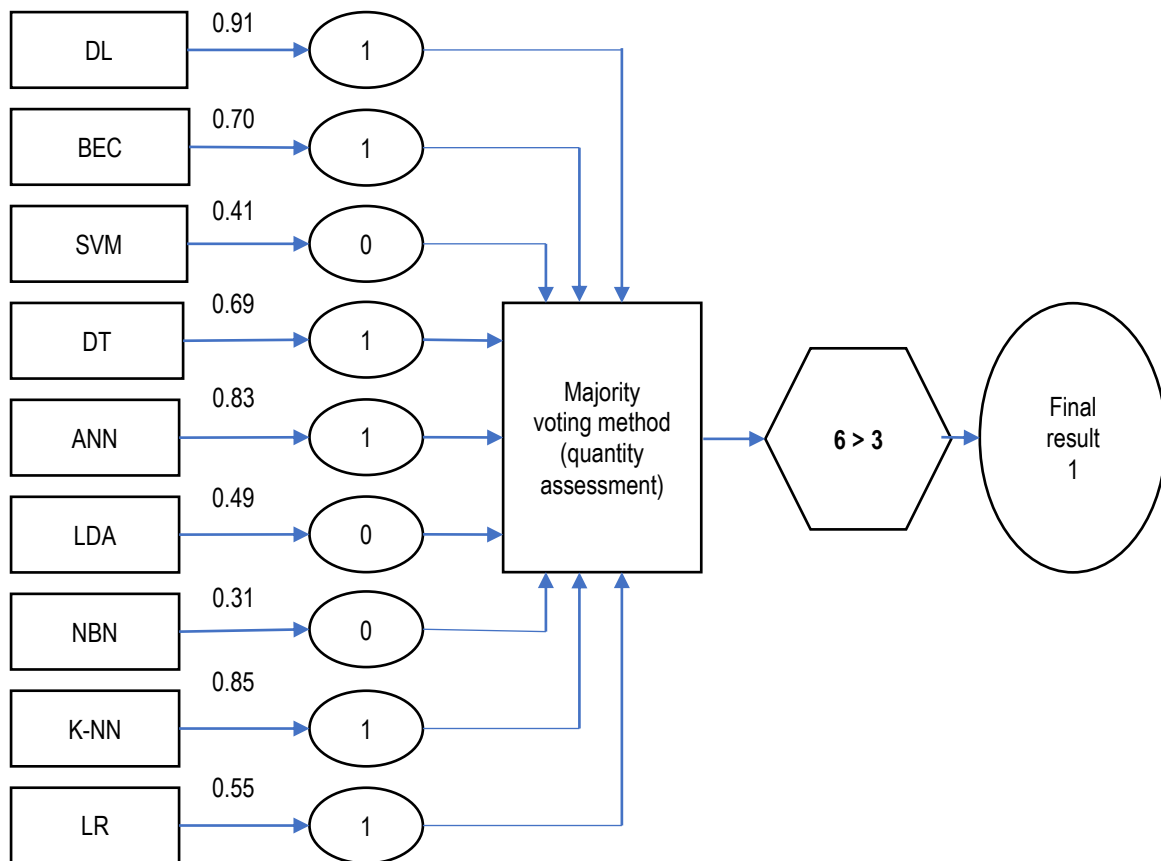 DL
0.91
1
BEC
0.70
1
SVM
0.41
0
DT
0.69
1
ANN
0.83
1
LDA
0.49
0
NBN
0.31
0
K-NN
0.85
1
LR
0.55
1
Majority
voting method
(quantity
assessment)
6 > 3
Final
result
1